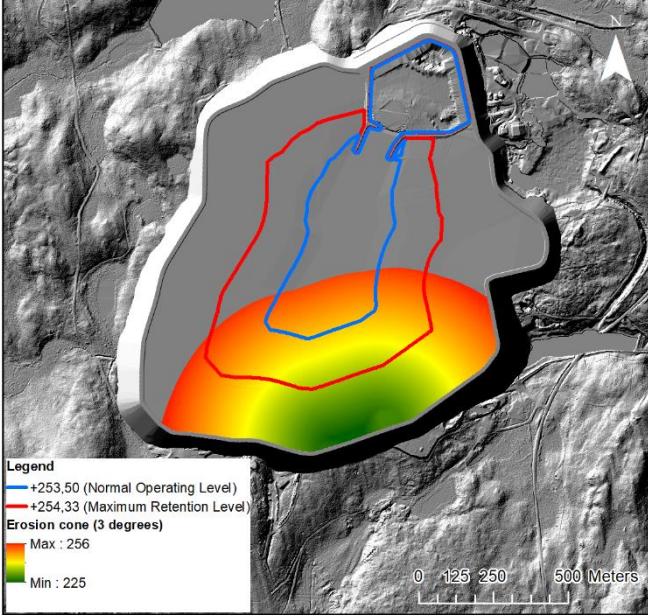 N
Legend
+253,50 (Normal Operating Level)
+254,33 (Maximum Retention Level)
Erosion cone (3 degrees)
Max : 256
Min : 225
0 125 250 500 Meters